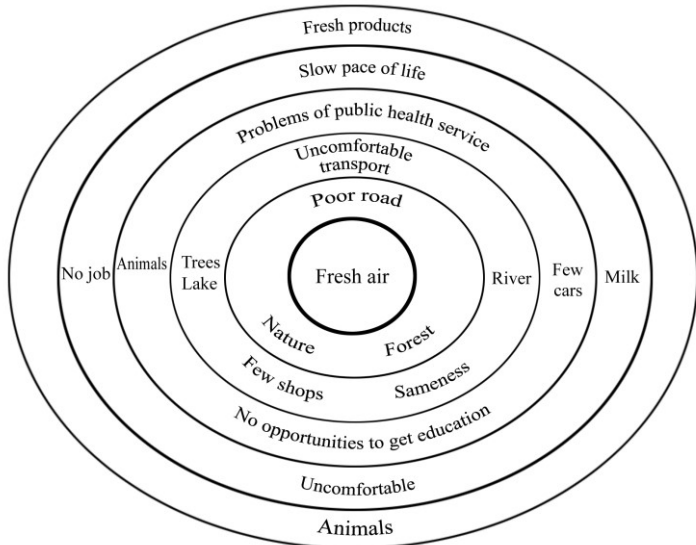 Fresh products
Slow pace of life
Problems of public health service
Uncomfortable
transport
Poor road
No job
Animals
Trees
Lake
Fresh air
River
Few
cars
Milk
Nature
Forest
Few shops
Sameness
No opportunities to get education
Uncomfortable
Animals